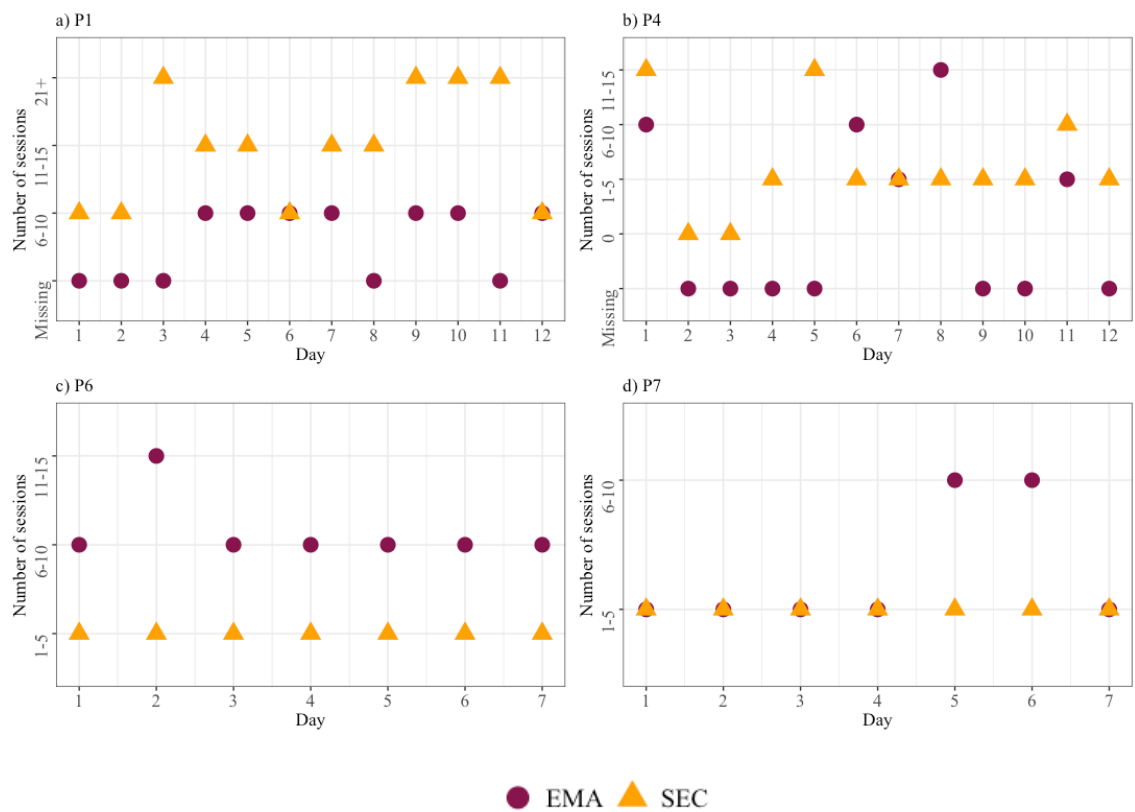 a) P1
Number of sessions
21+
11-15
6-10
Missing
1 2 3 4 5 6 7 8 9 10 11 12
Day
b) P4
Number of sessions
11-15
6-10
1-5
0
Missing
1 2 3 4 5 6 7 8 9 10 11 12
Day
c) P6
Number of sessions
11-15
6-10
1-5
1 2 3 4 5 6 7
Day
d) P7
Number of sessions
6-10
1-5
1 2 3 4 5 6 7
Day
EMA SEC